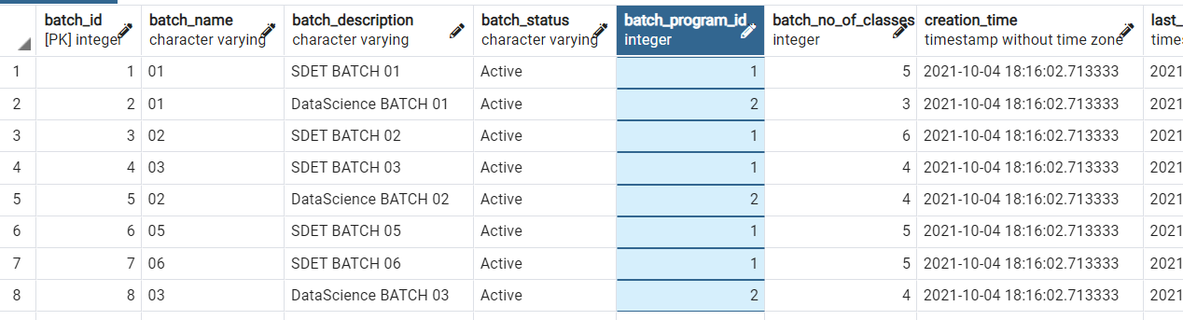 batch_id batch_name batch_description batch_status batch_program_id batch_no_of_classes creation_time last_
[PK] integer character varying character varying character varying integer integer timestamp without time zone times
1 1 01 SDET BATCH 01 Active 1 5 2021-10-04 18:16:02.713333 2021
2 2 01 DataScience BATCH 01 Active 2 3 2021-10-04 18:16:02.713333 2021
3 3 02 SDET BATCH 02 Active 1 6 2021-10-04 18:16:02.713333 2021
4 4 03 SDET BATCH 03 Active 1 4 2021-10-04 18:16:02.713333 2021
5 5 02 DataScience BATCH 02 Active 2 4 2021-10-04 18:16:02.713333 2021
6 6 05 SDET BATCH 05 Active 1 5 2021-10-04 18:16:02.713333 2021
7 7 06 SDET BATCH 06 Active 1 5 2021-10-04 18:16:02.713333 2021
8 8 03 DataScience BATCH 03 Active 2 4 2021-10-04 18:16:02.713333 2021